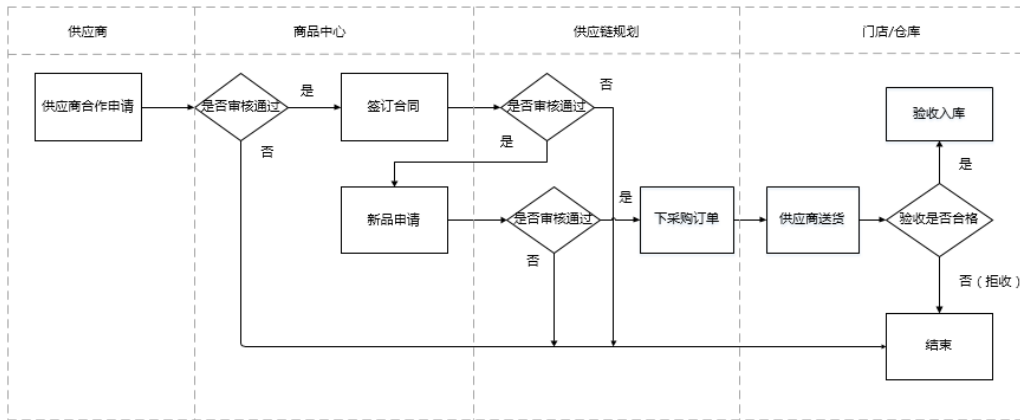 供应商
商品中心
供应链规划
门店/仓库
供应商合作申请
是否审核通过
是
签订合同
是否审核通过
否
验收入库
否
是
是
新品申请
是否审核通过
是
下采购订单
供应商送货
验收是否合格
否
否（拒收）
结束